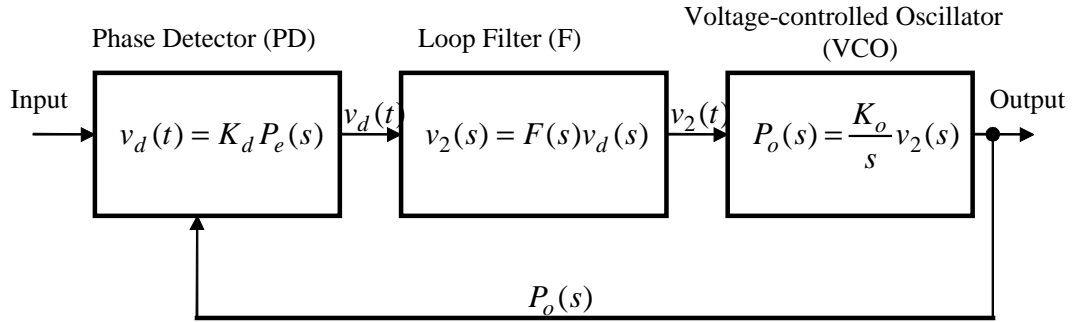 Voltage-controlled Oscillator
(VCO)
Phase Detector (PD)
Loop Filter (F)
Input
v_d(t) = K_d P_e(s)
v_d(t)
v_2(s) = F(s)v_d(s)
v_2(t)
P_o(s) = \frac{K_o}{s} v_2(s)
Output
P_o(s)